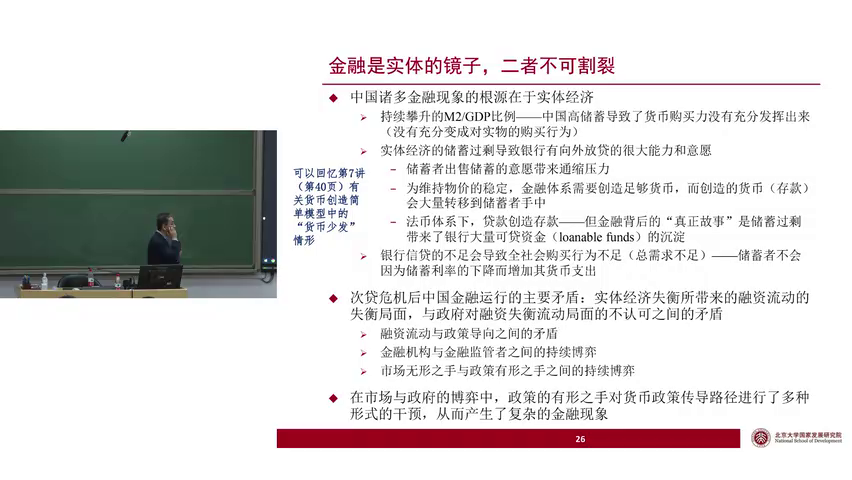 金融是实体的镜子，二者不可割裂
中国诸多金融现象的根源在于实体经济
持续攀升的M2/GDP比例——中国高储蓄导致了货币购买力没有充分发挥出来
（没有充分变成对实物的购买行为）
实体经济的储蓄过剩导致银行有向外放贷的很大能力和意愿
储蓄者出售储蓄的意愿带来通缩压力
为维持物价的稳定，金融体系需要创造足够货币，而创造的货币（存款）
会大量转移到储蓄者手中
法币体系下，贷款创造存款——但金融背后的“真正故事”是储蓄过剩
带来了银行大量可贷资金（loanable funds）的沉淀
银行信贷的不足会导致全社会购买行为不足（总需求不足）——储蓄者不会
因为储蓄利率的下降而增加其货币支出
可以回忆第7讲
（第40页）有
关货币创造简
单模型中的
“货币少发”
情形
次贷危机后中国金融运行的主要矛盾：实体经济失衡所带来的融资流动的
失衡局面，与政府对融资失衡流动局面的不认可之间的矛盾
融资流动与政策导向之间的矛盾
金融机构与金融监管者之间的持续博弈
市场无形之手与政策有形之手之间的持续博弈
在市场与政府的博弈中，政策的有形之手对货币政策传导路径进行了多种
形式的干预，从而产生了复杂的金融现象
26
北京大学国家发展研究院
National School of Development